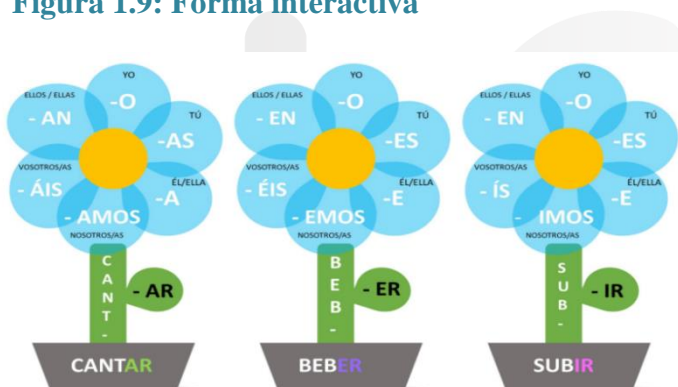 Figura 1.9: Forma interactiva
YO
-O
TÚ
-AS
ÉL/ELLA
-A
NOSOTROS/AS
- AMOS
VOSOTROS/AS
- ÁIS
ELLOS / ELLAS
- AN
CANT-
- AR
CANTAR
YO
-O
TÚ
-ES
ÉL/ELLA
-E
NOSOTROS/AS
- EMOS
VOSOTROS/AS
- ÉIS
ELLOS / ELLAS
- EN
BEB-
- ER
BEBER
YO
-O
TÚ
-ES
ÉL/ELLA
-E
NOSOTROS/AS
- IMOS
VOSOTROS/AS
- ÍS
ELLOS / ELLAS
- EN
SUB-
- IR
SUBIR